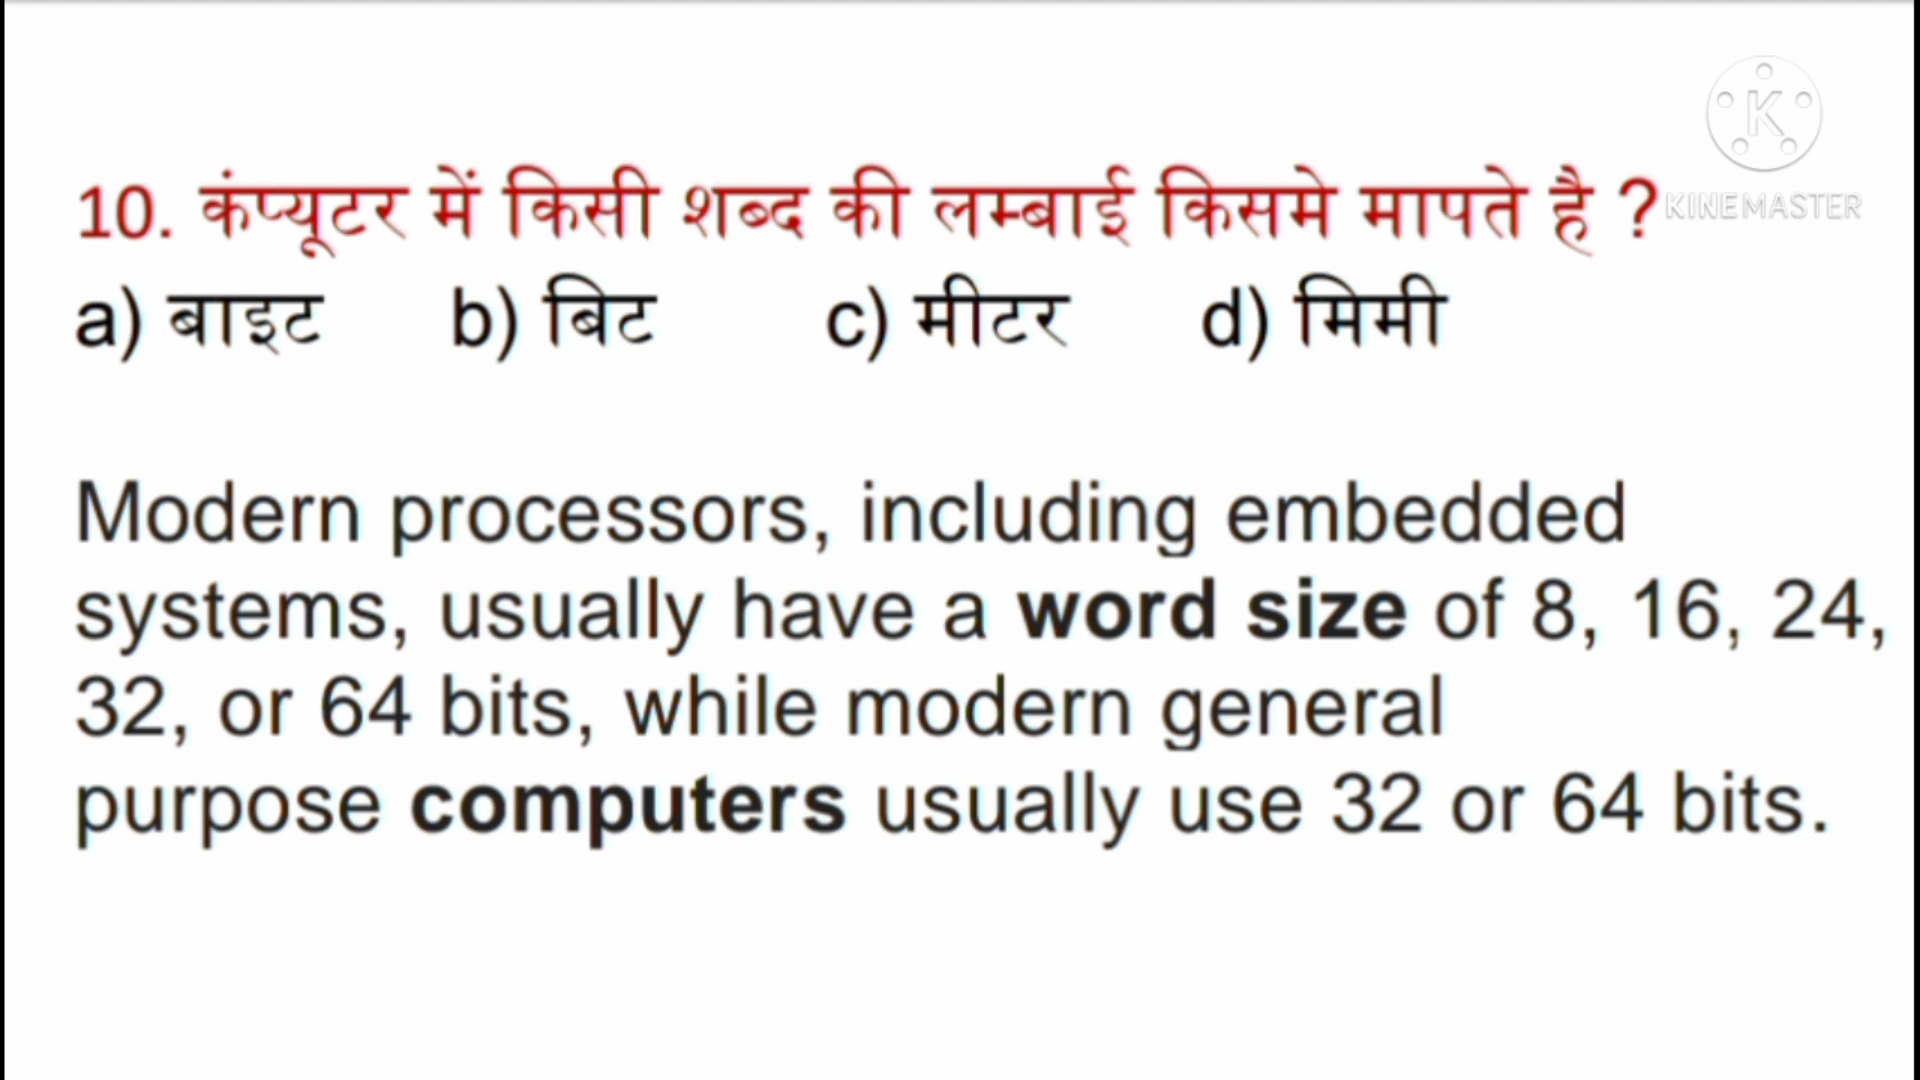 10. कंप्यूटर में किसी शब्द की लम्बाई किसमे मापते है ?
KINEMASTER
a) बाइट b) बिट c) मीटर d) मिमी
Modern processors, including embedded
systems, usually have a word size of 8, 16, 24,
32, or 64 bits, while modern general
purpose computers usually use 32 or 64 bits.